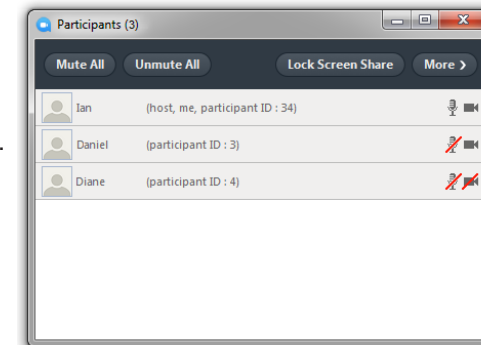 Participants (3)
Mute All Unmute All Lock Screen Share More >
Ian (host, me, participant ID : 34)
Daniel (participant ID : 3)
Diane (participant ID : 4)